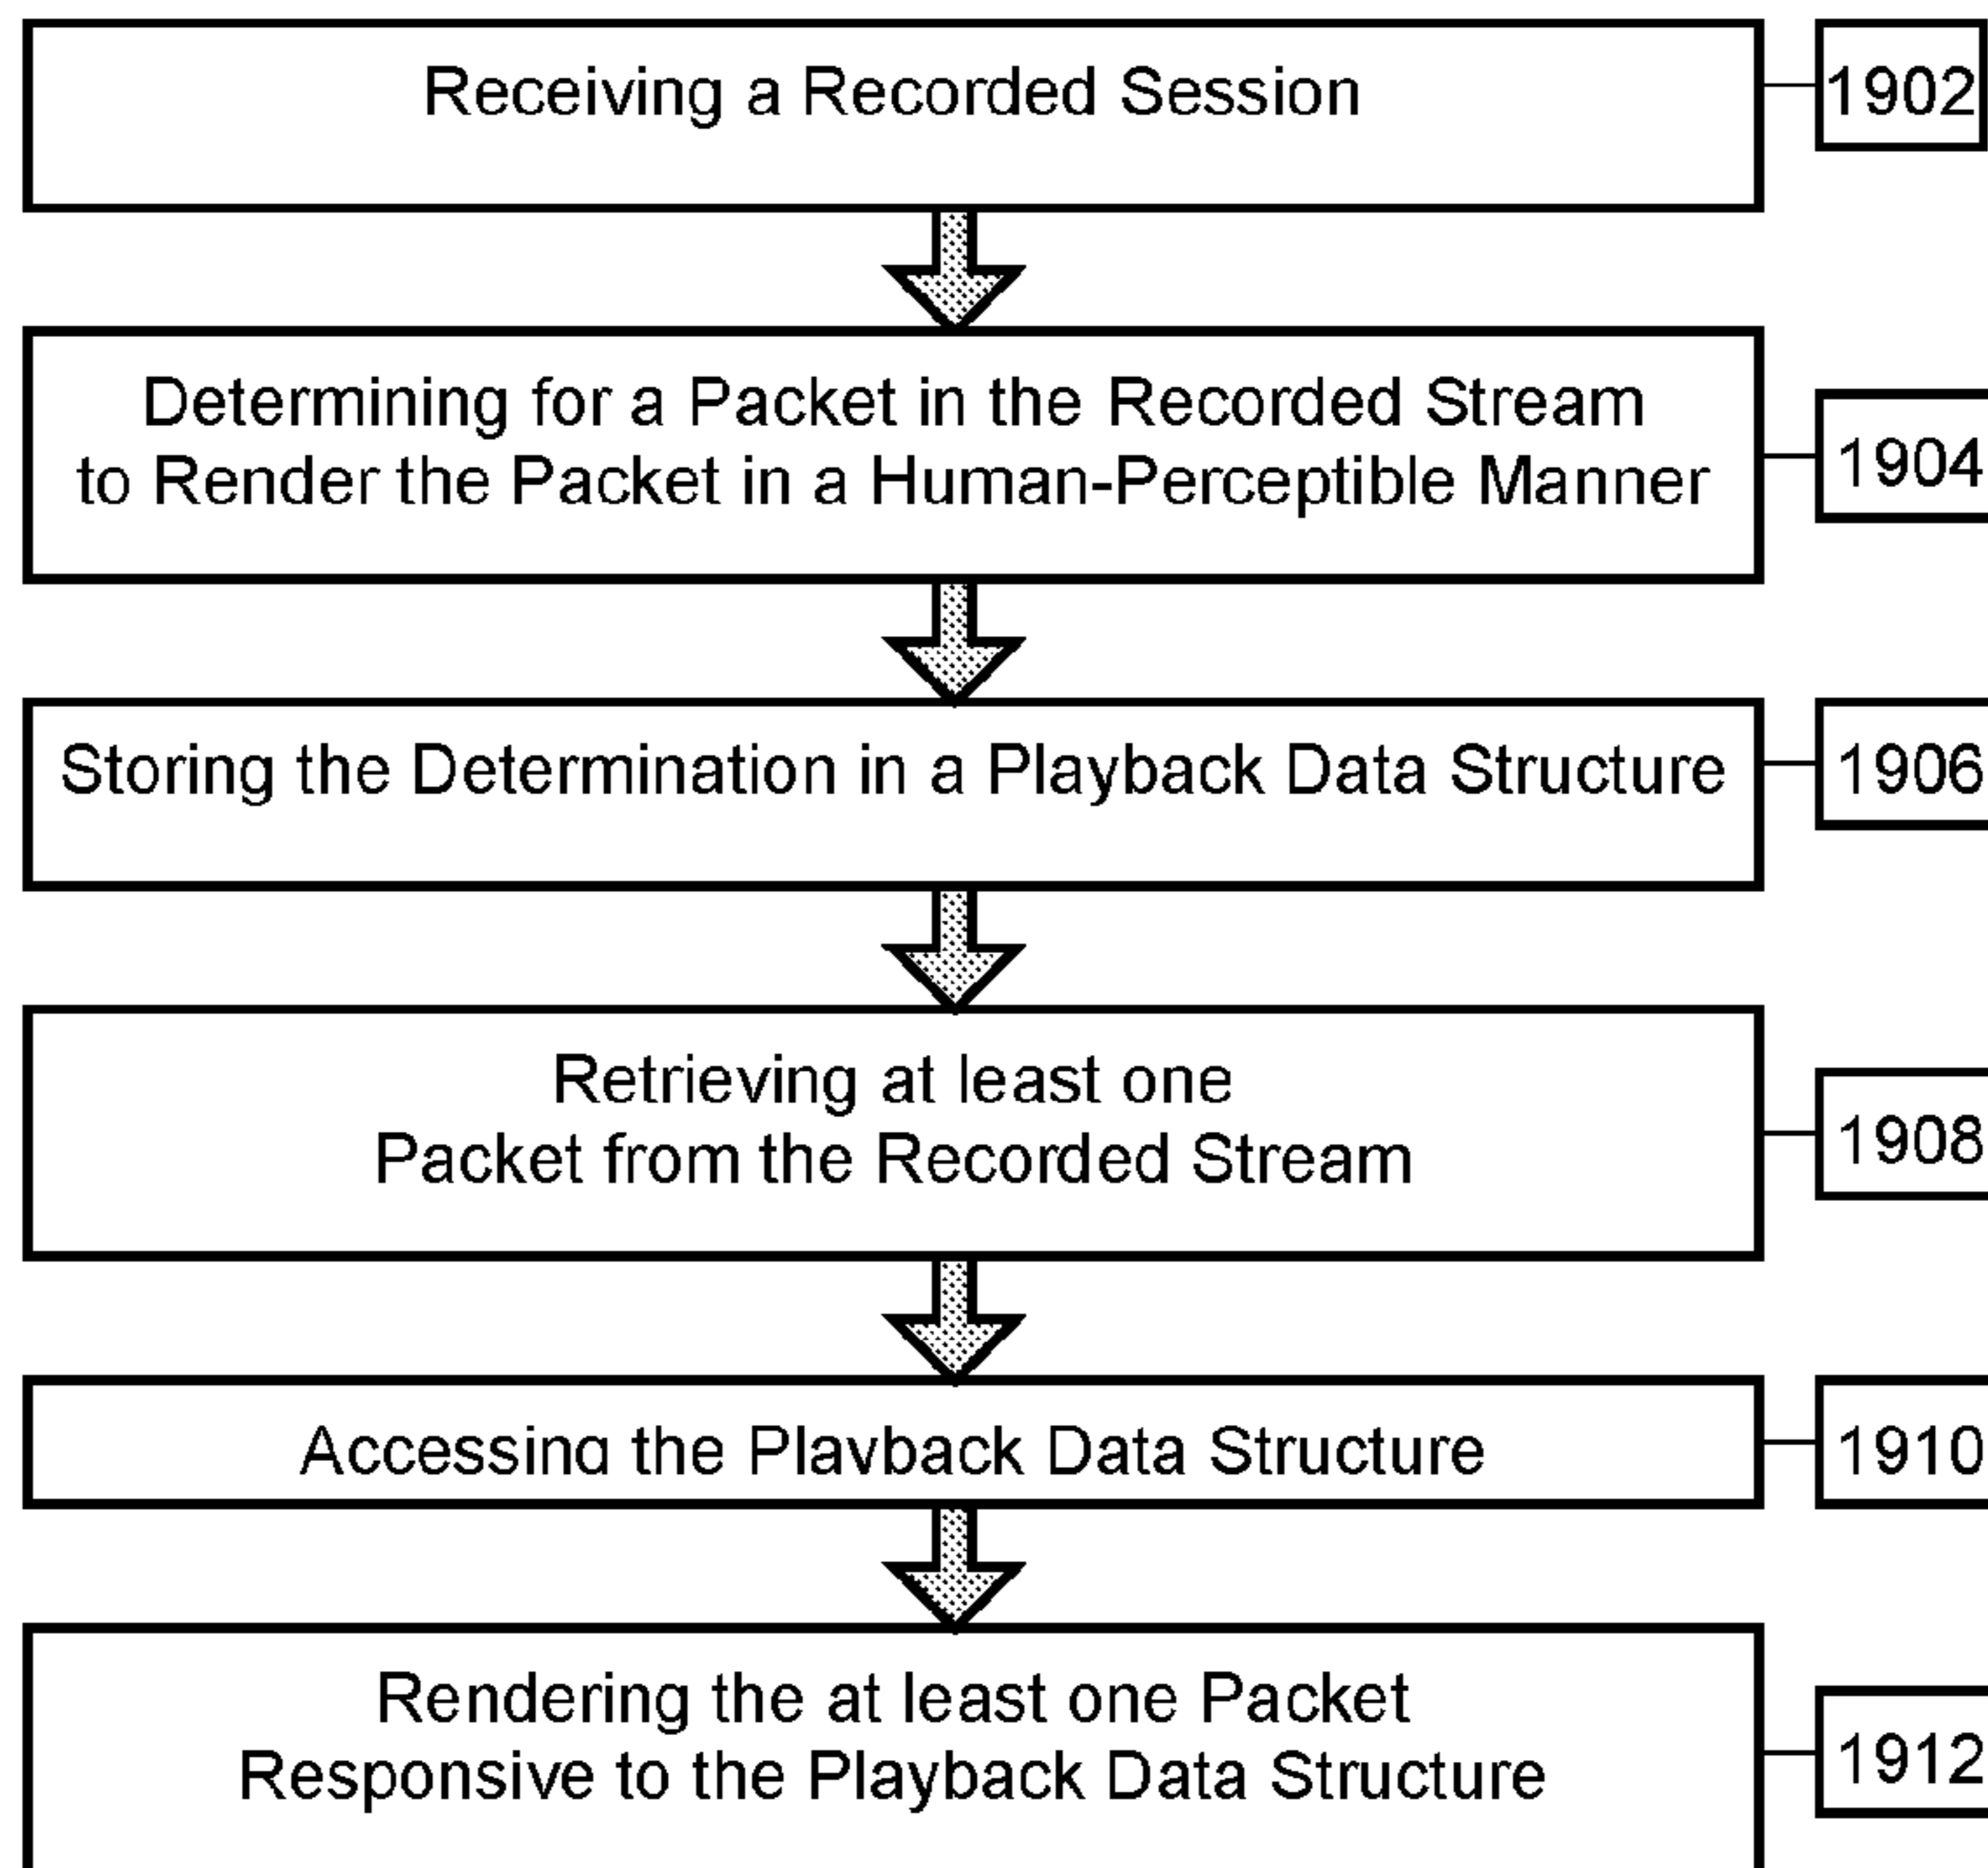 Receiving a Recorded Session
1902
Determining for a Packet in the Recorded Stream
to Render the Packet in a Human-Perceptible Manner
1904
Storing the Determination in a Playback Data Structure
1906
Retrieving at least one
Packet from the Recorded Stream
1908
Accessing the Playback Data Structure
1910
Rendering the at least one Packet
Responsive to the Playback Data Structure
1912